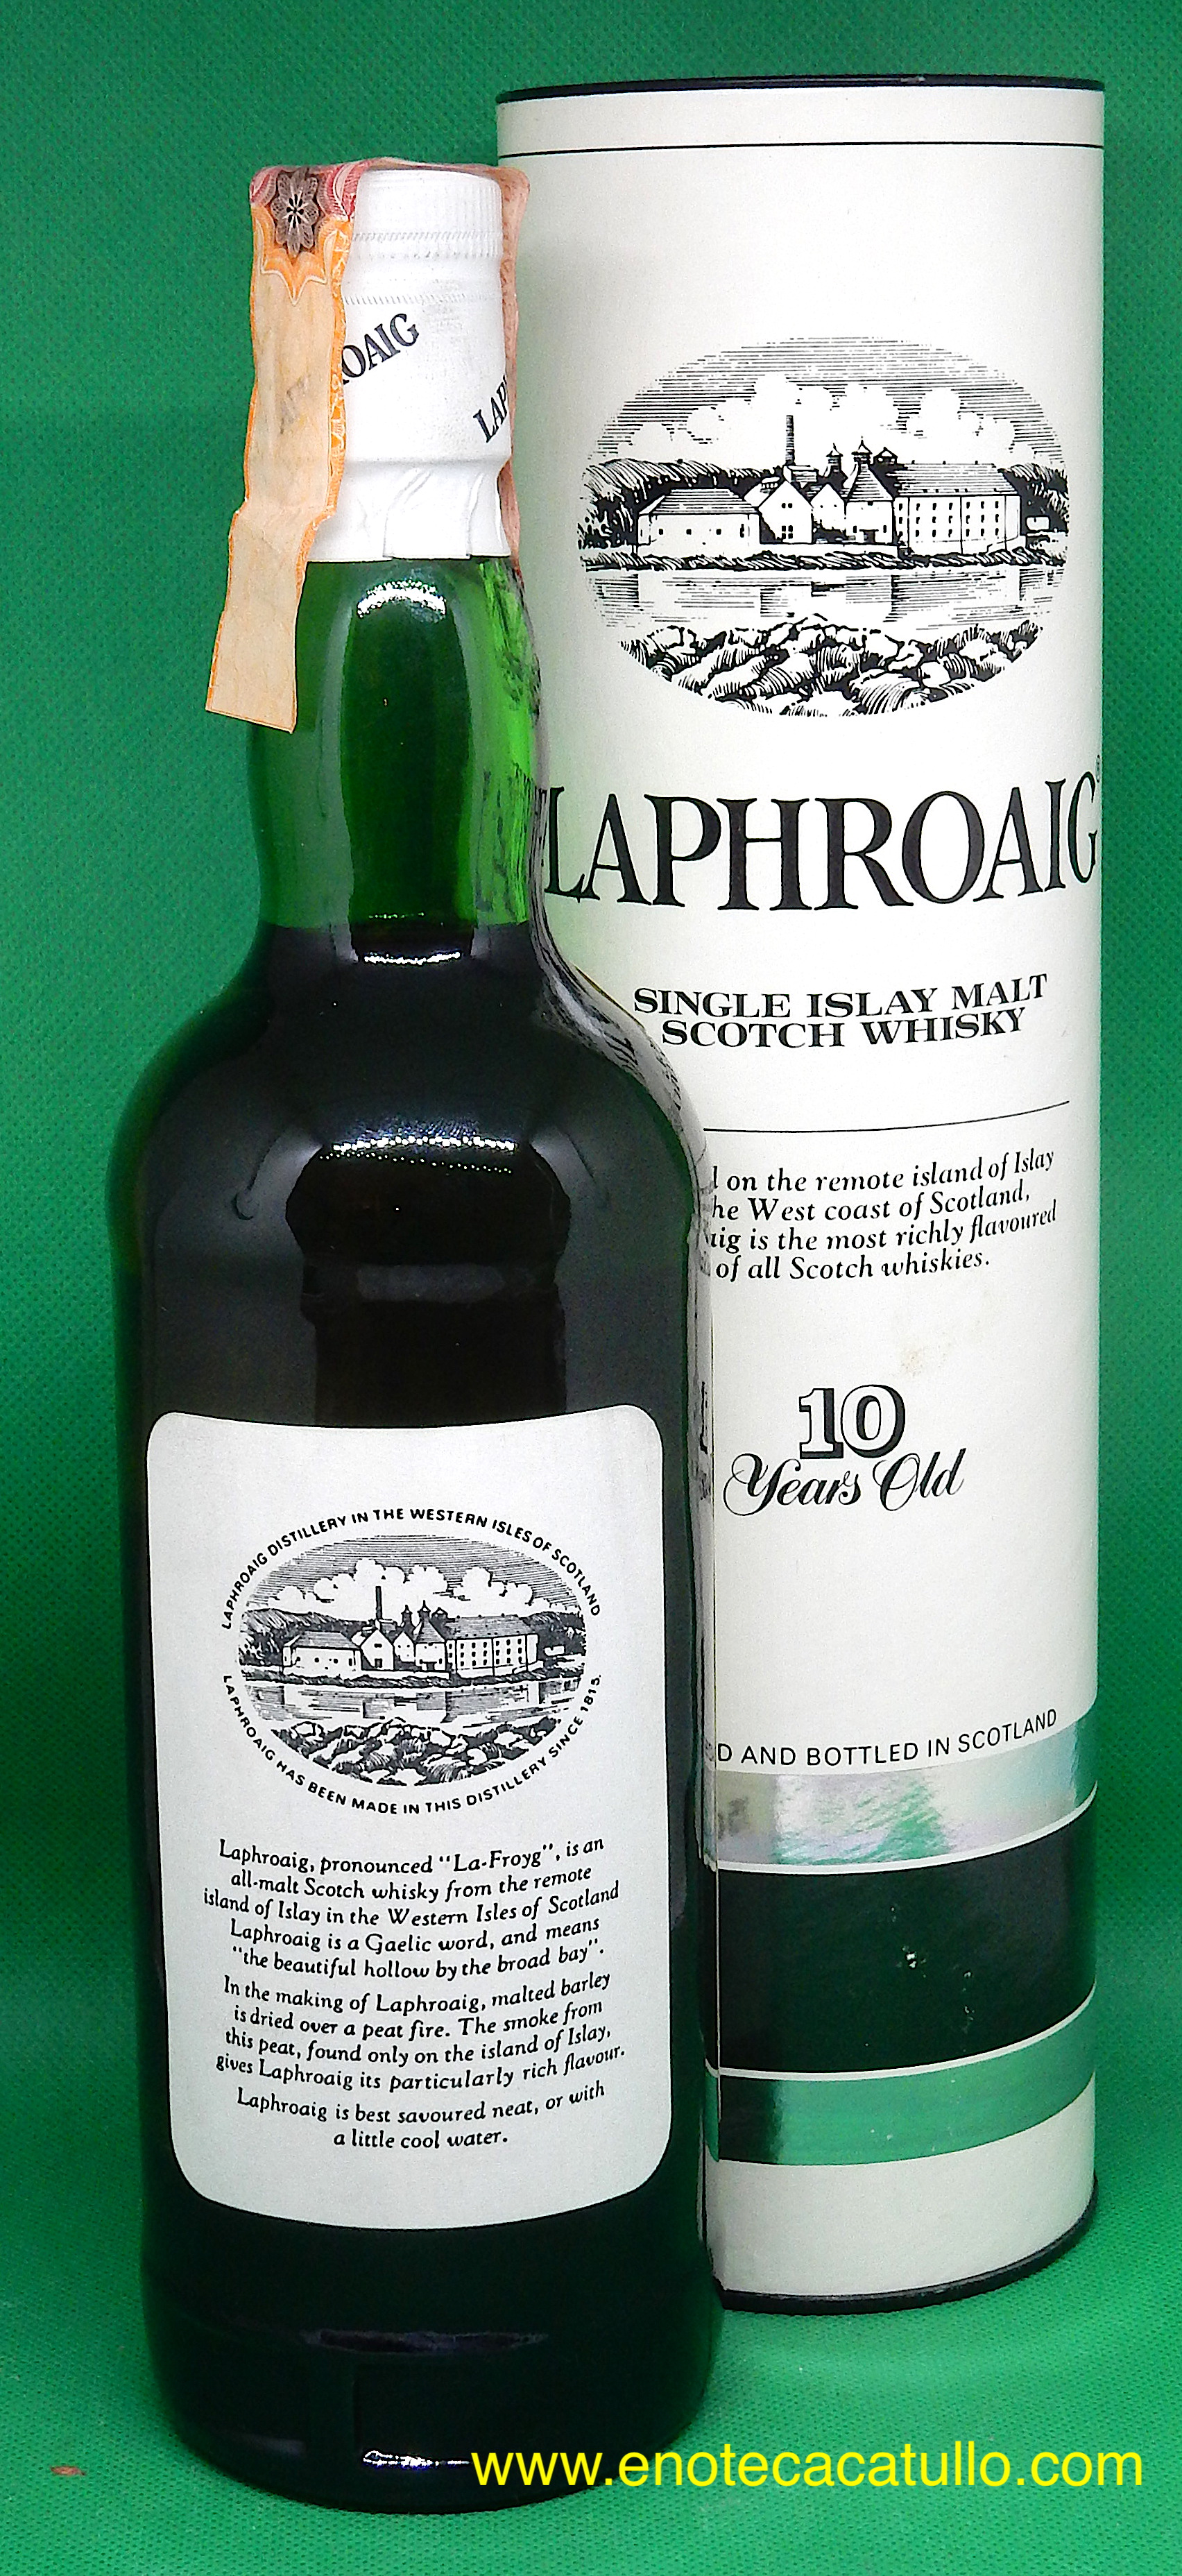 OAIG
LAP
LAPHROAIG®
SINGLE ISLAY MALT
SCOTCH WHISKY
on the remote island of Islay
he West coast of Scotland,
aig is the most richly flavoured
of all Scotch whiskies.
10
Years Old
D AND BOTTLED IN SCOTLAND
LAPHROAIG DISTILLERY IN THE WESTERN ISLES OF SCOTLAND
LAPHROAIG HAS BEEN MADE IN THIS DISTILLERY SINCE 1815.
Laphroaig, pronounced "La-Froyg", is an
all-malt Scotch whisky from the remote
island of Islay in the Western Isles of Scotland
Laphroaig is a Gaelic word, and means
"the beautiful hollow by the broad bay".
In the making of Laphroaig, malted barley
is dried over a peat fire. The smoke from
this peat, found only on the island of Islay,
gives Laphroaig its particularly rich flavour.
Laphroaig is best savoured neat, or with
a little cool water.
www.enotecacatullo.com